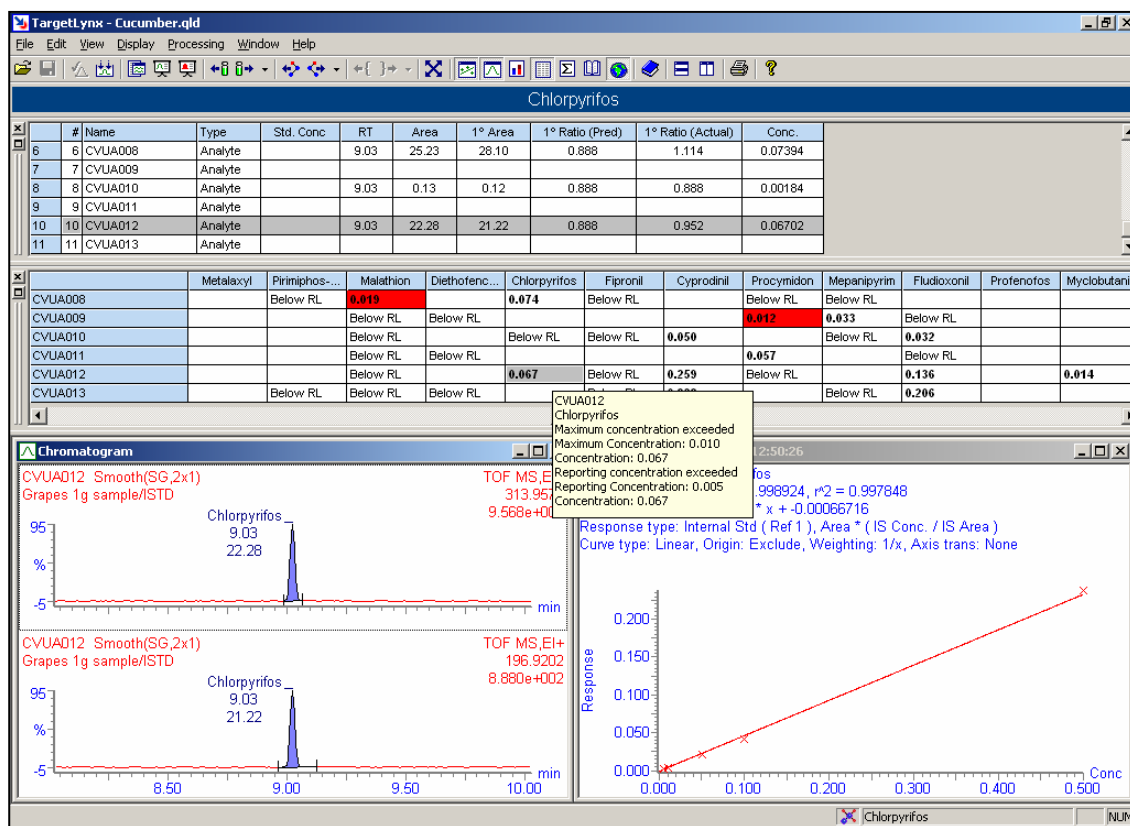 TargetLynx - Cucumber.qld
File Edit View Display Processing Window Help
Chlorpyrifos
# Name Type Std. Conc RT Area 1º Area 1º Ratio (Pred) 1º Ratio (Actual) Conc.
6 6 CVUA008 Analyte 9.03 25.23 28.10 0.888 1.114 0.07394
7 7 CVUA009 Analyte
8 8 CVUA010 Analyte 9.03 0.13 0.12 0.888 0.888 0.00184
9 9 CVUA011 Analyte
10 10 CVUA012 Analyte 9.03 22.28 21.22 0.888 0.952 0.06702
11 11 CVUA013 Analyte
Metalaxyl Pirimiphos-... Malathion Diethofenc... Chlorpyrifos Fipronil Cyprodinil Procymidon Mepanipyrim Fludioxonil Profenofos Myclobutani
CVUA008 Below RL 0.019 0.074 Below RL Below RL Below RL
CVUA009 Below RL Below RL 0.012 0.033 Below RL
CVUA010 Below RL Below RL Below RL 0.050 Below RL 0.032
CVUA011 Below RL Below RL 0.057 Below RL
CVUA012 Below RL 0.067 Below RL 0.259 Below RL 0.136 0.014
CVUA013 Below RL Below RL Below RL Below RL 0.206
CVUA012
Chlorpyrifos
Maximum concentration exceeded
Maximum Concentration: 0.010
Concentration: 0.067
Reporting concentration exceeded
Reporting Concentration: 0.005
Concentration: 0.067
Chromatogram
CVUA012 Smooth(SG,2x1) TOF MS,EI
Grapes 1g sample/ISTD 313.957
9.568e+00
Chlorpyrifos
9.03
22.28
95
%
-5
min
CVUA012 Smooth(SG,2x1) TOF MS,EI+
Grapes 1g sample/ISTD 196.9202
8.880e+002
Chlorpyrifos
9.03
21.22
95
%
-5
min
8.50 9.00 9.50 10.00
12:50:26
fos
.998924, r^2 = 0.997848
* x + -0.00066716
Response type: Internal Std ( Ref 1 ), Area * ( IS Conc. / IS Area )
Curve type: Linear, Origin: Exclude, Weighting: 1/x, Axis trans: None
Response
0.200
0.150
0.100
0.050
0.000
Conc
0.000 0.100 0.200 0.300 0.400 0.500
Chlorpyrifos NUM